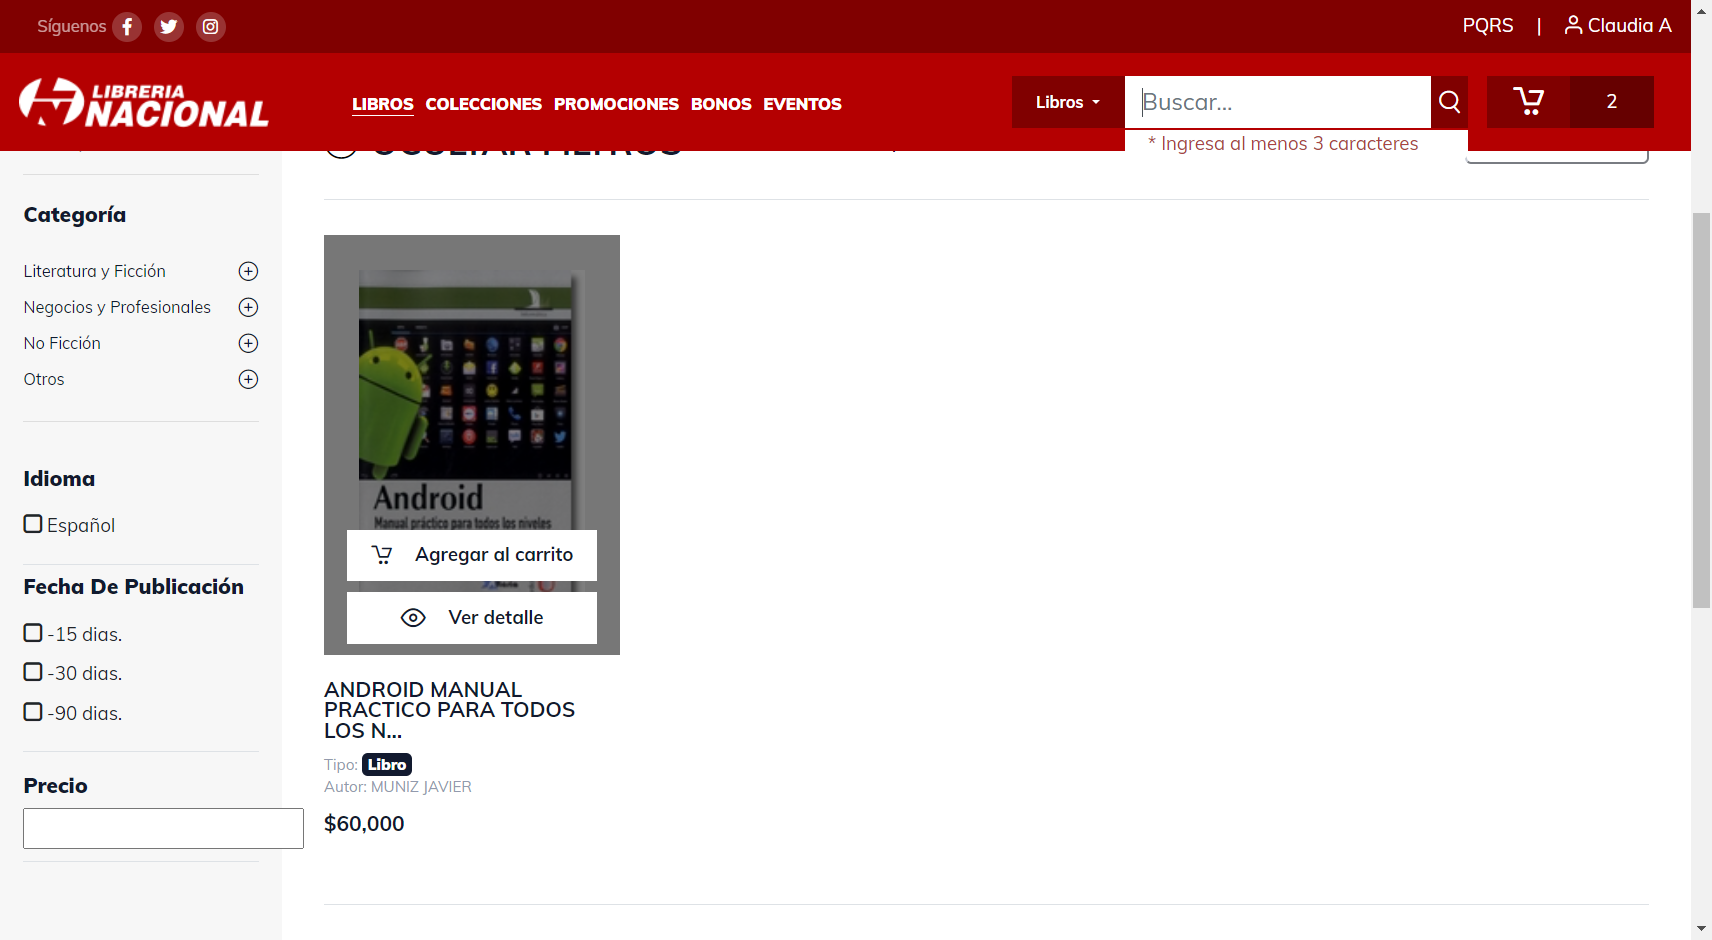 Síguenos
PQRS | Claudia A
LIBRERIA
NACIONAL
LIBROS COLECCIONES PROMOCIONES BONOS EVENTOS
Libros
Buscar...
2
* Ingresa al menos 3 caracteres
OCULTAR FILTROS
Categoría
Literatura y Ficción
Negocios y Profesionales
No Ficción
Otros
Idioma
Español
Fecha De Publicación
-15 dias.
-30 dias.
-90 dias.
Precio
Android
Manual práctico para todos los niveles
Agregar al carrito
Ver detalle
ANDROID MANUAL
PRACTICO PARA TODOS
LOS N...
Tipo: Libro
Autor: MUNIZ JAVIER
$60,000